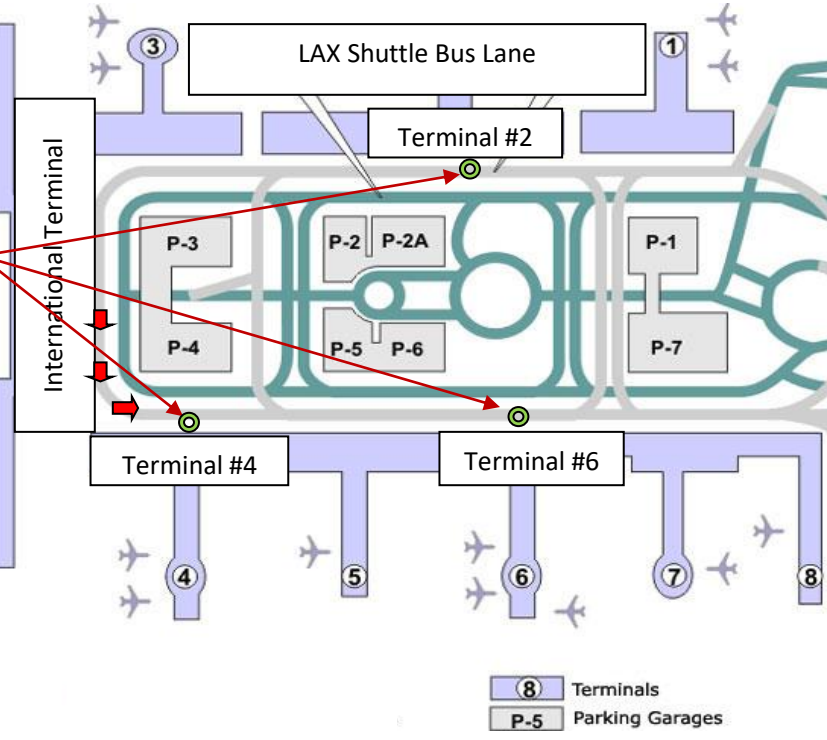 LAX Shuttle Bus Lane
3
1
Terminal #2
International Terminal
P-3
P-2
P-2A
P-1
P-4
P-5
P-6
P-7
Terminal #4
Terminal #6
4
5
6
7
8
8 Terminals
P-5 Parking Garages